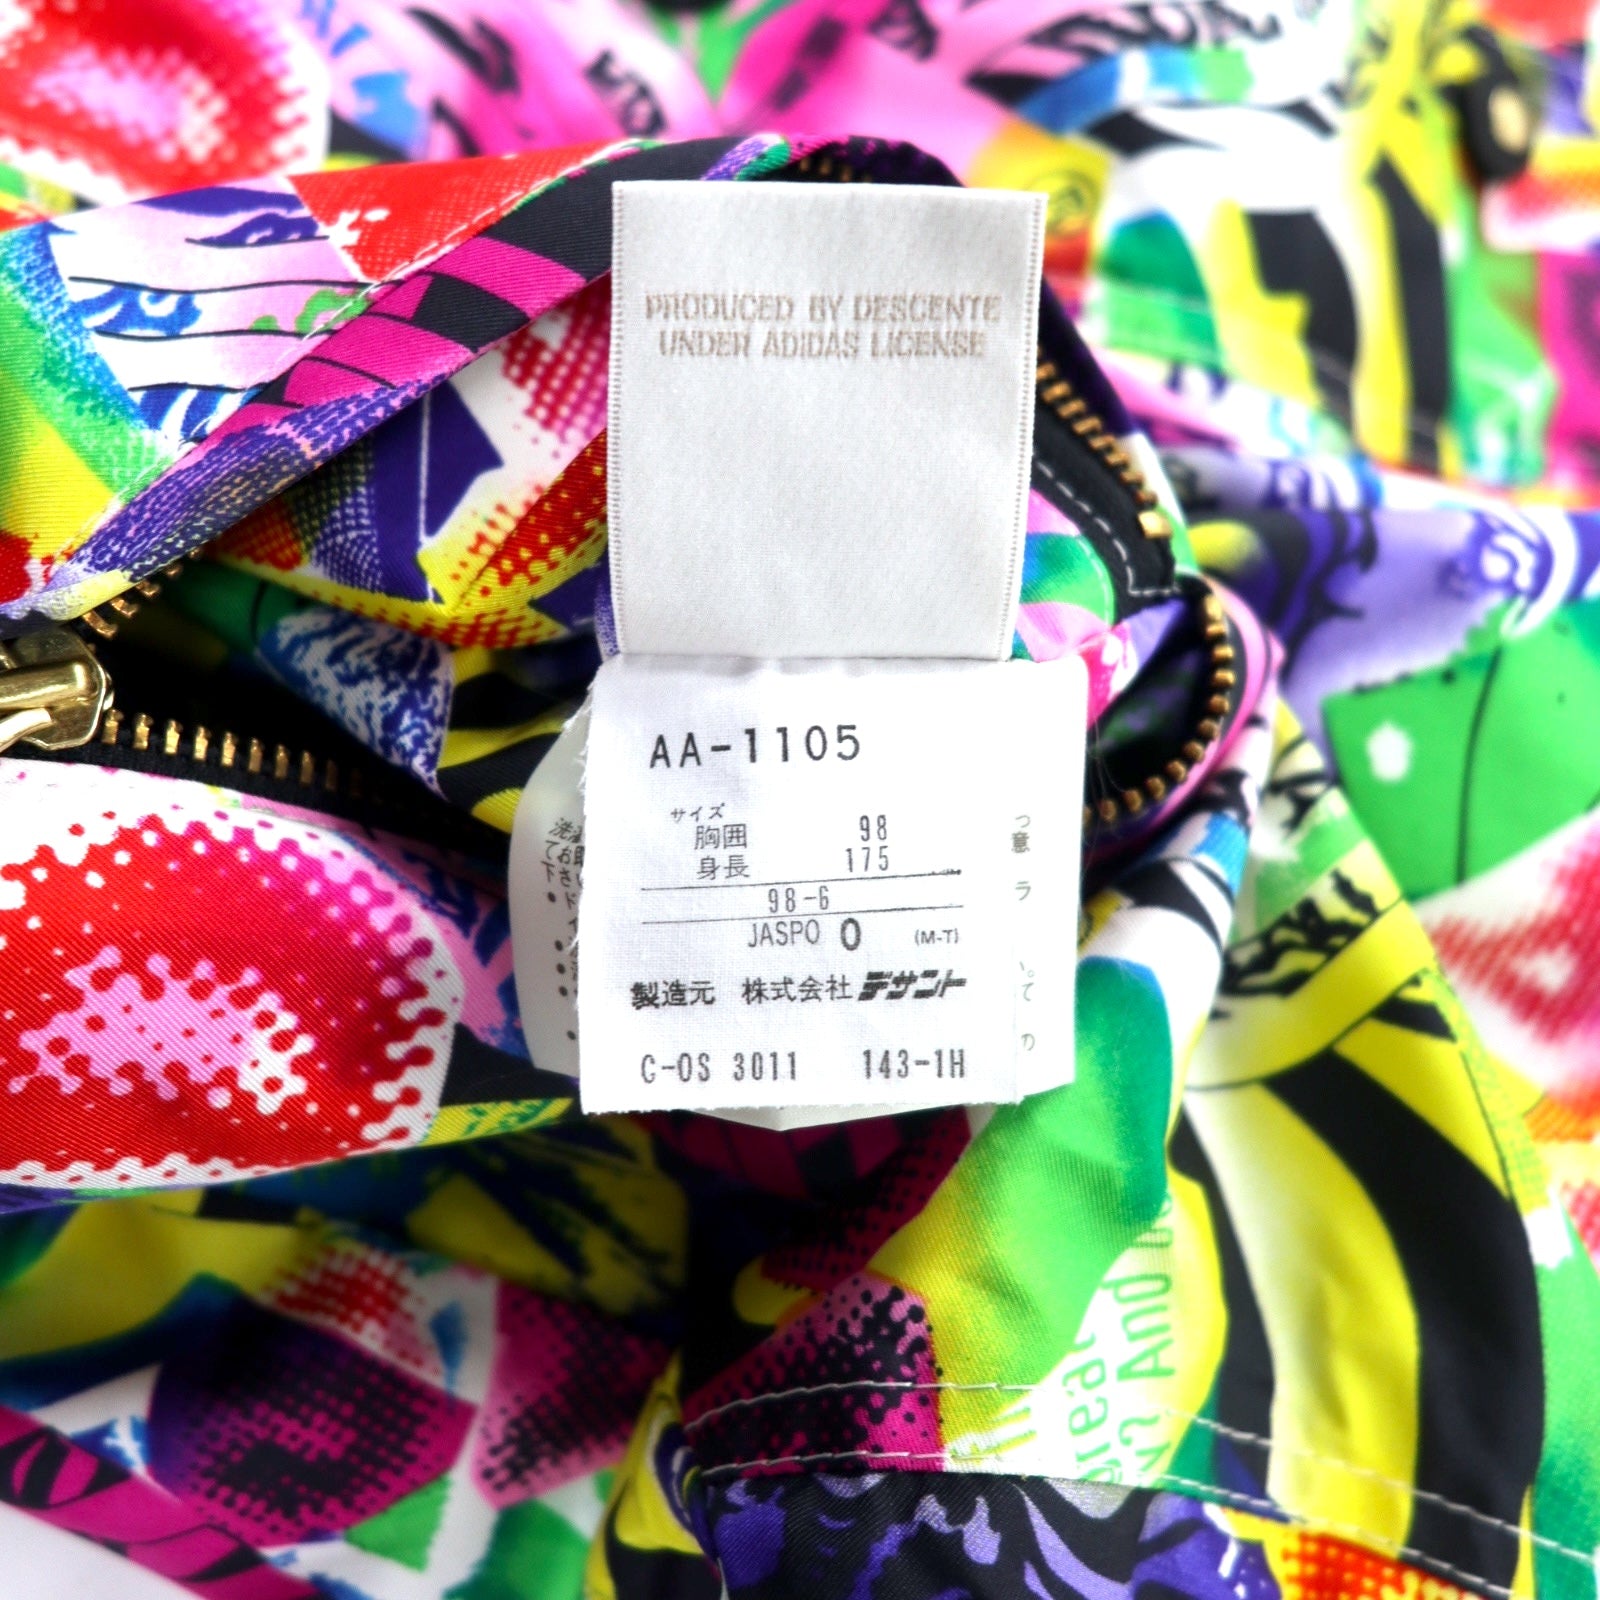 PRODUCED BY DESCENTE
UNDER ADIDAS LICENSE
AA-1105
サイズ
胸囲 98
身長 175
98-6
JASPO O (M-T)
製造元 株式会社デサント
C-OS 3011 143-1H
And